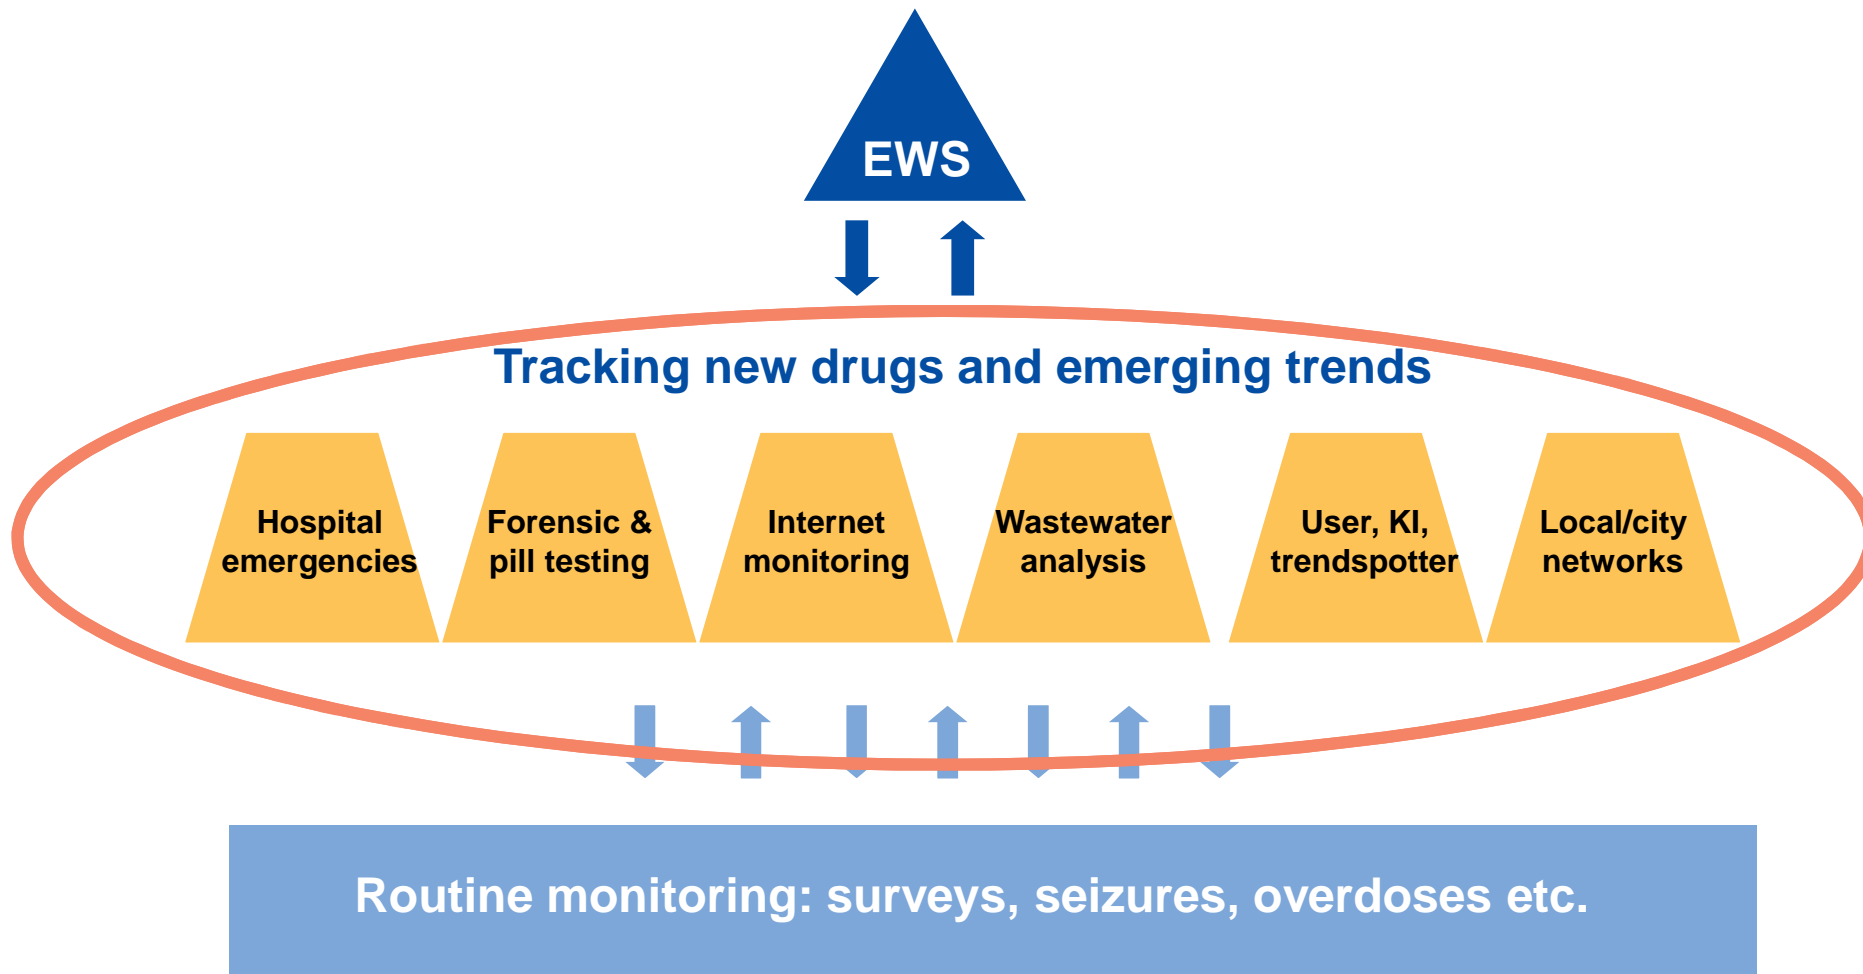 EWS
Tracking new drugs and emerging trends
Hospital
emergencies
Forensic &
pill testing
Internet
monitoring
Wastewater
analysis
User, KI,
trendspotter
Local/city
networks
Routine monitoring: surveys, seizures, overdoses etc.